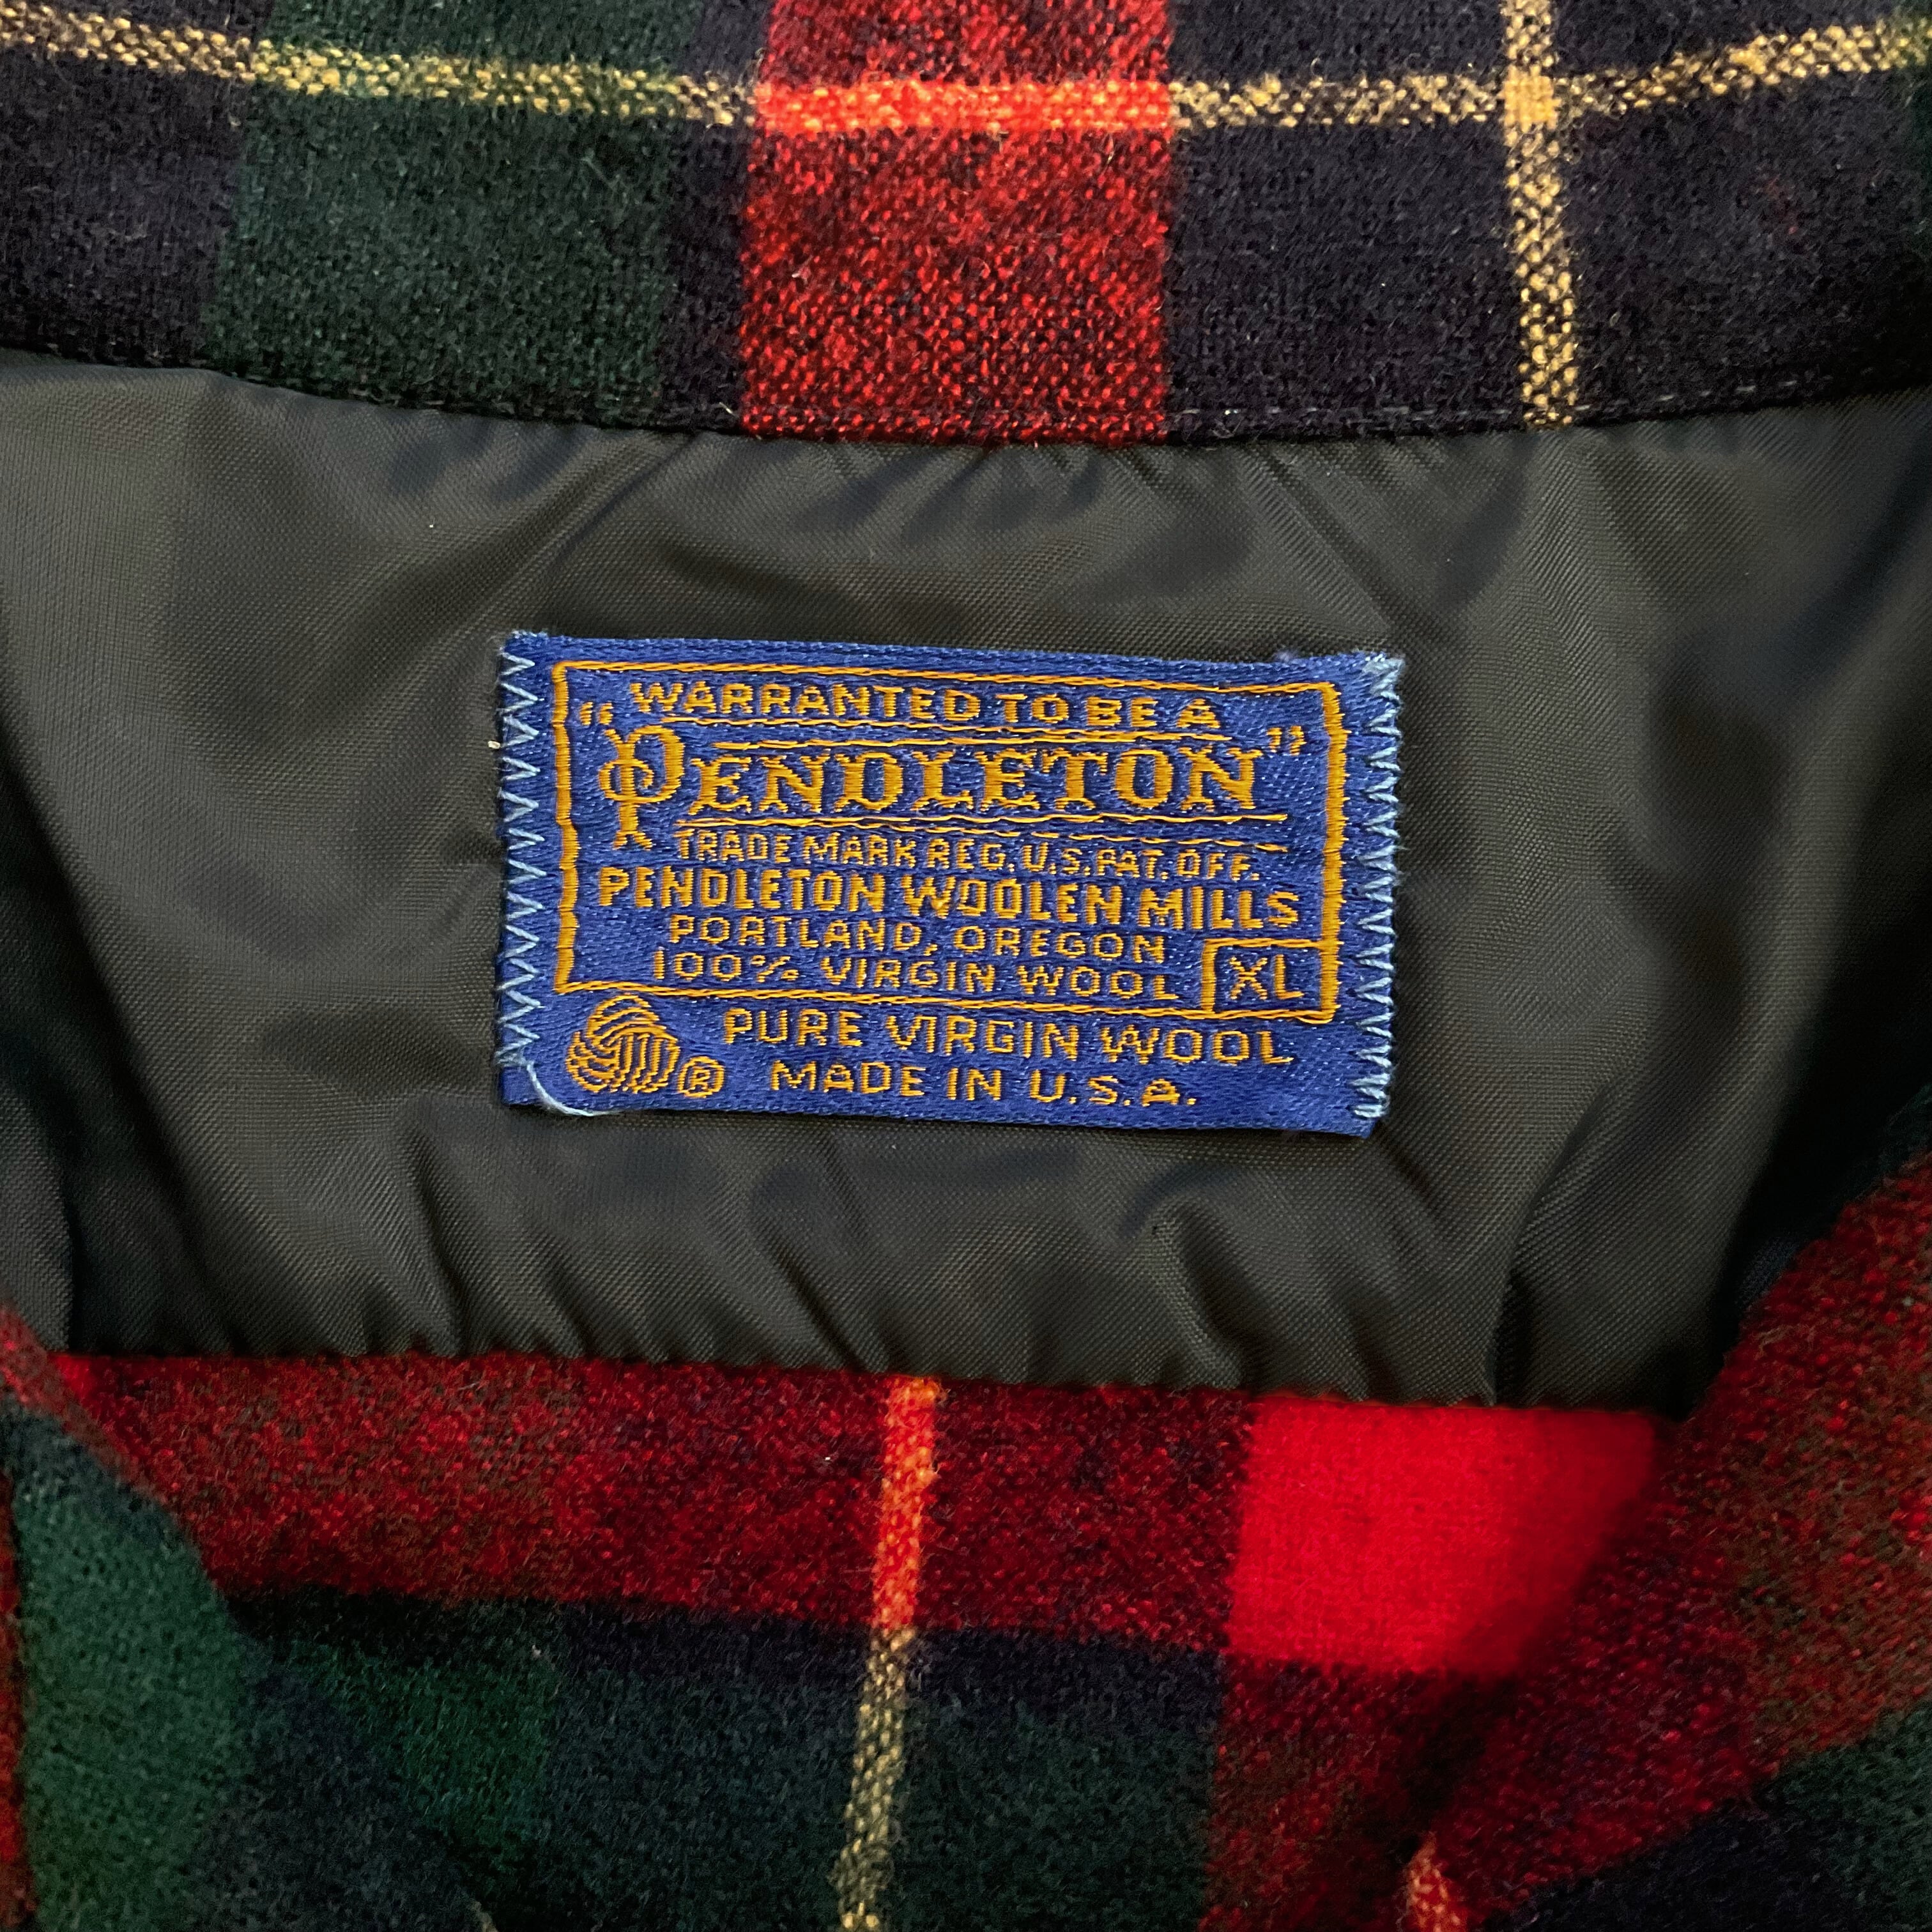 "WARRANTED TO BE A
PENDLETON"
TRADE MARK REG. U.S. PAT. OFF.
PENDLETON WOOLEN MILLS
PORTLAND, OREGON
100% VIRGIN WOOL XL
PURE VIRGIN WOOL
® MADE IN U.S.A.